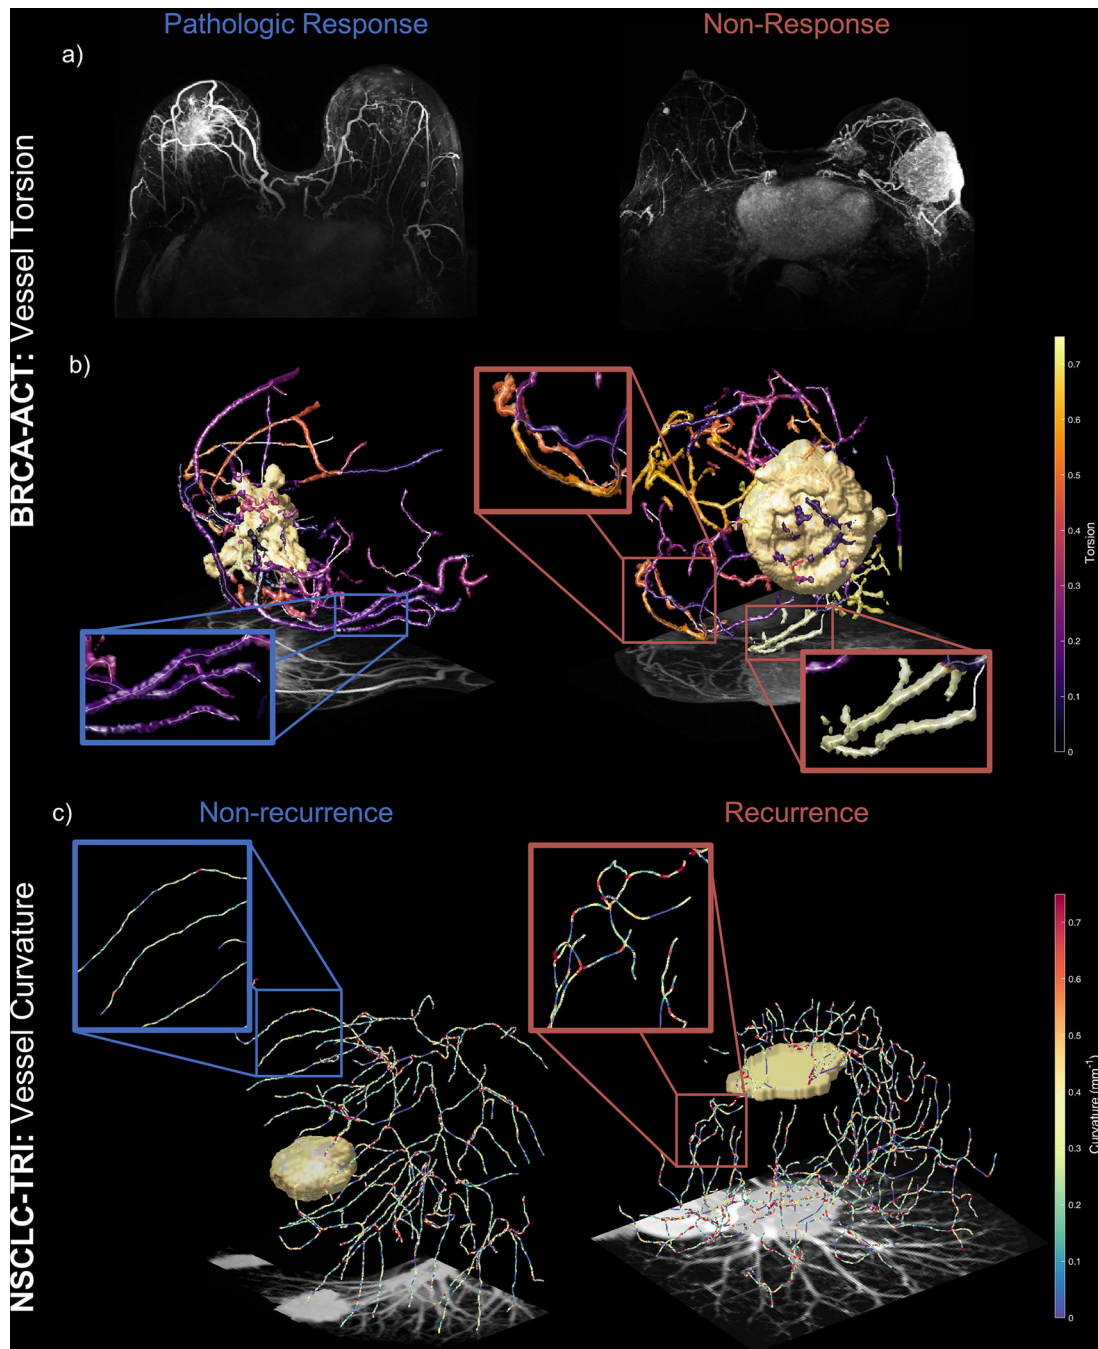 Pathologic Response
Non-Response
a)
BRCA-ACT: Vessel Torsion
b)
0.7
0.6
0.5
0.4
0.3
0.2
0.1
0
Torsion
c)
Non-recurrence
Recurrence
NSCLC-TRI: Vessel Curvature
0.7
0.6
0.5
0.4
0.3
0.2
0.1
0
Curvature (mm⁻¹)